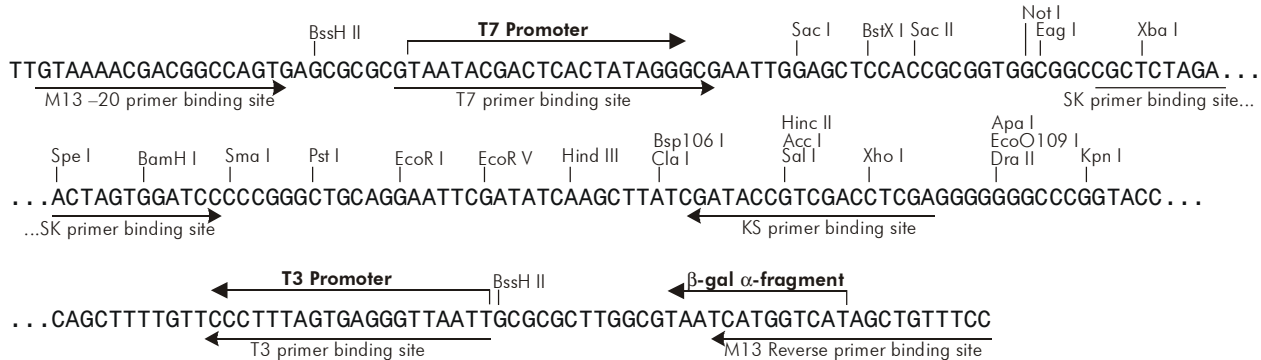 Not I
BssH II T7 Promoter Sac I BstX I Sac II Eag I Xba I
TTGTAAAACGACGGCCAGTGAGCGCGCGTAATACGACTCACTATAGGGCGAATTGGAGCTCCACCGCGGTGGCGGCCGCTCTAGA...
M13 –20 primer binding site T7 primer binding site SK primer binding site...
Hinc II Apa I
Bsp106 I Acc I EcoO109 I
Spe I BamH I Sma I Pst I EcoR I EcoR V Hind III Cla I Sal I Xho I Dra II Kpn I
...ACTAGTGGATCCCCCGGGCTGCAGGAATTCGATATCAAGCTTATCGATACCGTCGACCTCGAGGGGGGGCCCGGTACC...
...SK primer binding site KS primer binding site
T3 Promoter BssH II β-gal α-fragment
...CAGCTTTTGTTCCCTTTAGTGAGGGTTAATTGCGCGCTTGGCGTAATCATGGTCATAGCTGTTTCC
T3 primer binding site M13 Reverse primer binding site